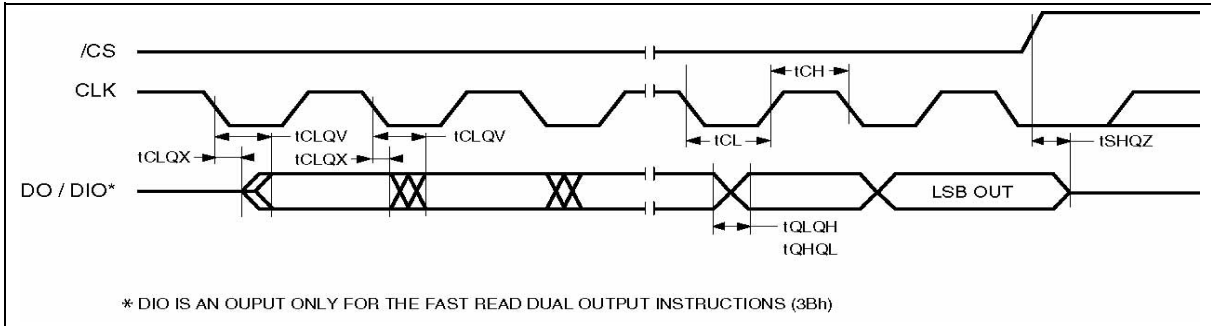 /CS
CLK
tCH
tCLQV
tCLQV
tCL
tSHQZ
tCLQX
tCLQX
DO / DIO*
LSB OUT
tQLQH
tQHQL
* DIO IS AN OUPUT ONLY FOR THE FAST READ DUAL OUTPUT INSTRUCTIONS (3Bh)